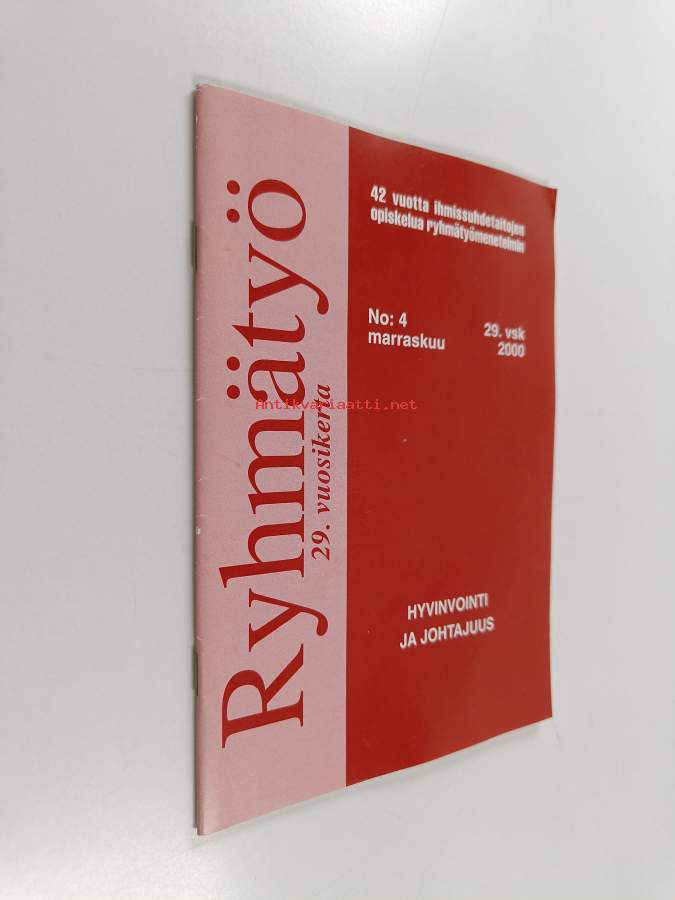 Ryhmätyö
29. vuosikerta
42 vuotta ihmissuhdetaitojen
opiskelua ryhmätyömenetelmin
No: 4
marraskuu
29. vsk
2000
Antikvariaatti.net
HYVINVOINTI
JA JOHTAJUUS